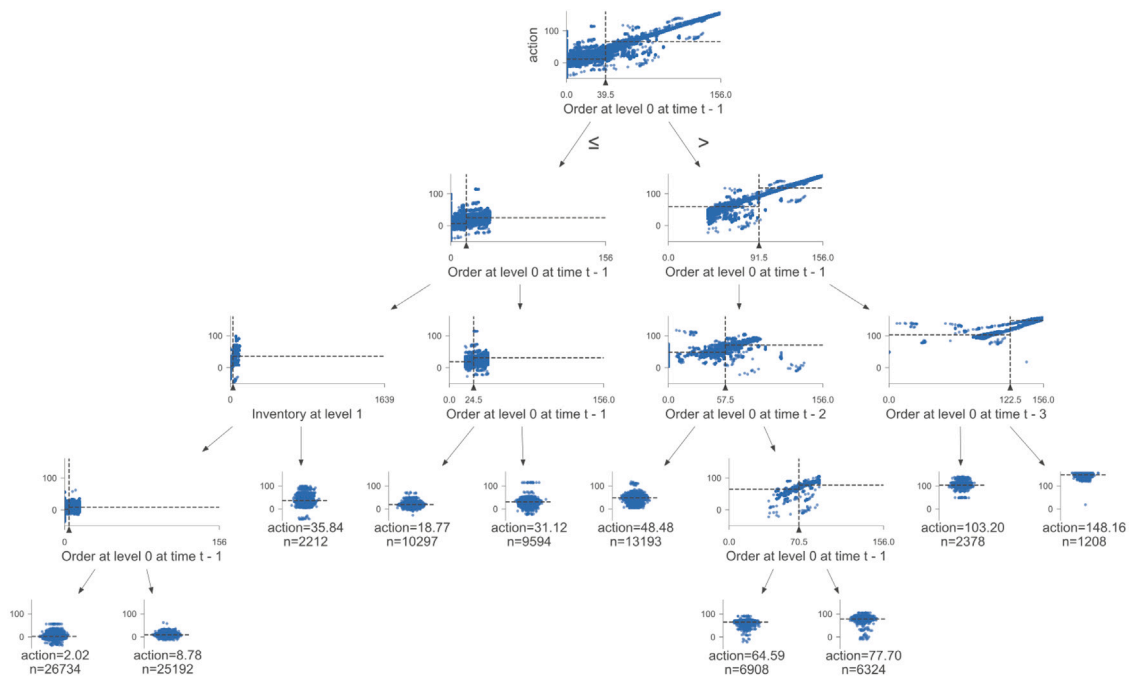 action
100
0
0.0
39.5
156.0
Order at level 0 at time t - 1
≤
>
100
0
0
156
Order at level 0 at time t - 1
100
0
0.0
91.5
156.0
Order at level 0 at time t - 1
100
0
0
1639
Inventory at level 1
100
0
0.0
24.5
156.0
Order at level 0 at time t - 1
100
0
0.0
57.5
156.0
Order at level 0 at time t - 2
100
0
0.0
122.5
156.0
Order at level 0 at time t - 3
100
0
0
156
Order at level 0 at time t - 1
100
0
action=35.84
n=2212
100
0
action=18.77
n=10297
100
0
action=31.12
n=9594
100
0
action=48.48
n=13193
100
0
0.0
70.5
156.0
Order at level 0 at time t - 1
100
0
action=103.20
n=2378
100
0
action=148.16
n=1208
100
0
action=2.02
n=26734
100
0
action=8.78
n=25192
100
0
action=64.59
n=6908
100
0
action=77.70
n=6324